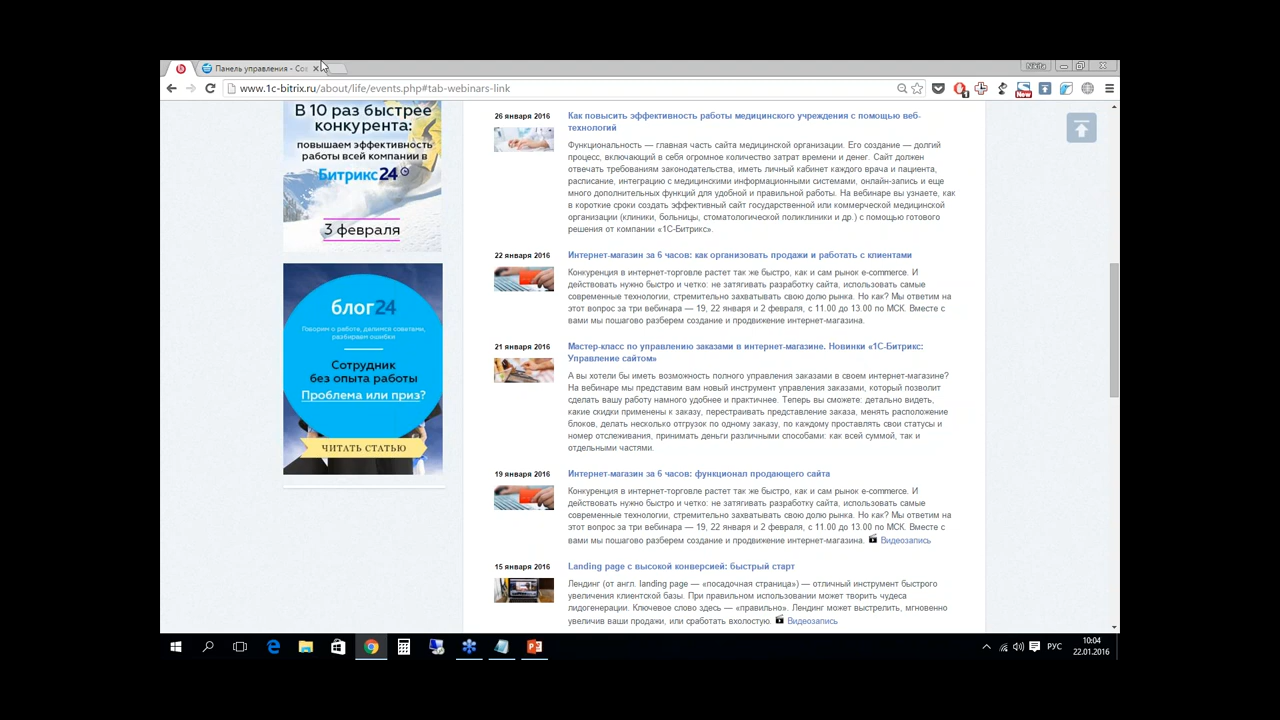 Панель управления - Сов
Nikita
www.1c-bitrix.ru/about/life/events.php#tab-webinars-link
New
В 10 раз быстрее
конкурента:
повышаем эффективность
работы всей компании в
Битрикс24
3 февраля
блог24
Говорим о работе, делимся советами,
разбираем ошибки
Сотрудник
без опыта работы
Проблема или приз?
ЧИТАТЬ СТАТЬЮ
26 января 2016
Как повысить эффективность работы медицинского учреждения с помощью веб-
технологий
Функциональность — главная часть сайта медицинской организации. Его создание — долгий
процесс, включающий в себя огромное количество затрат времени и денег. Сайт должен
отвечать требованиям законодательства, иметь личный кабинет каждого врача и пациента,
расписание, интеграцию с медицинскими информационными системами, онлайн-запись и еще
много дополнительных функций для удобной и правильной работы. На вебинаре вы узнаете, как
в короткие сроки создать эффективный сайт государственной или коммерческой медицинской
организации (клиники, больницы, стоматологической поликлиники и др.) с помощью готового
решения от компании «1С-Битрикс».
22 января 2016
Интернет-магазин за 6 часов: как организовать продажи и работать с клиентами
Конкуренция в интернет-торговле растет так же быстро, как и сам рынок e-commerce. И
действовать нужно быстро и четко: не затягивать разработку сайта, использовать самые
современные технологии, стремительно захватывать свою долю рынка. Но как? Мы ответим на
этот вопрос за три вебинара — 19, 22 января и 2 февраля, с 11.00 до 13.00 по МСК. Вместе с
вами мы пошагово разберем создание и продвижение интернет-магазина.
21 января 2016
Мастер-класс по управлению заказами в интернет-магазине. Новинки «1С-Битрикс:
Управление сайтом»
А вы хотели бы иметь возможность полного управления заказами в своем интернет-магазине?
На вебинаре мы представим вам новый инструмент управления заказами, который позволит
сделать вашу работу намного удобнее и практичнее. Теперь вы сможете: детально видеть,
какие скидки применены к заказу, перестраивать представление заказа, менять расположение
блоков, делать несколько отгрузок по одному заказу, по каждому проставлять свои статусы и
номер отслеживания, принимать деньги различными способами: как всей суммой, так и
отдельными частями.
19 января 2016
Интернет-магазин за 6 часов: функционал продающего сайта
Конкуренция в интернет-торговле растет так же быстро, как и сам рынок e-commerce. И
действовать нужно быстро и четко: не затягивать разработку сайта, использовать самые
современные технологии, стремительно захватывать свою долю рынка. Но как? Мы ответим на
этот вопрос за три вебинара — 19, 22 января и 2 февраля, с 11.00 до 13.00 по МСК. Вместе с
вами мы пошагово разберем создание и продвижение интернет-магазина. Видеозапись
15 января 2016
Landing page с высокой конверсией: быстрый старт
Лендинг (от англ. landing page — «посадочная страница») — отличный инструмент быстрого
увеличения клиентской базы. При правильном использовании может творить чудеса
лидогенерации. Ключевое слово здесь — «правильно». Лендинг может выстрелить, мгновенно
увеличив ваши продажи, или сработать вхолостую. Видеозапись
РУС
10:04
22.01.2016